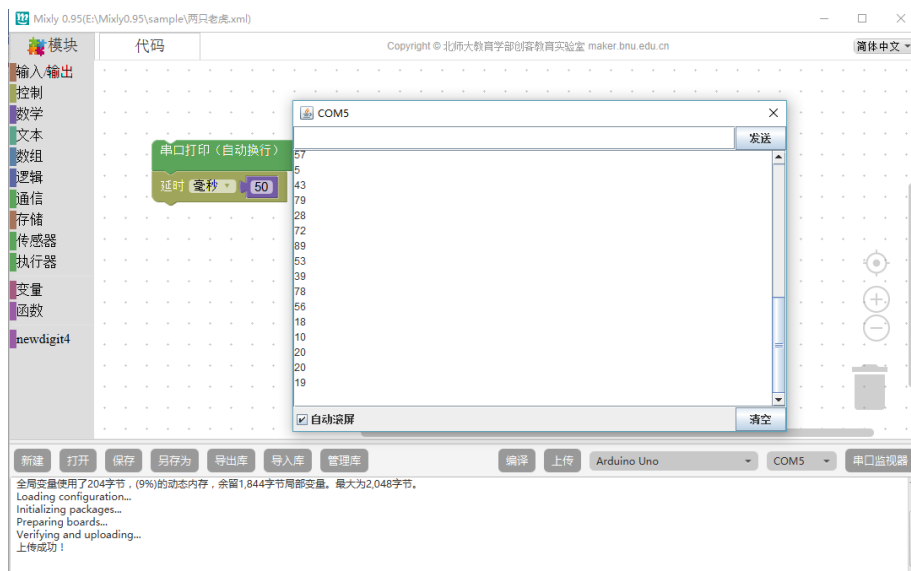 Mixly 0.95(E:\Mixly0.95\sample\两只老虎.xml)
模块
代码
Copyright © 北师大教育学部创客教育实验室 maker.bnu.edu.cn
简体中文
输入/输出
控制
数学
文本
数组
逻辑
通信
存储
传感器
执行器
变量
函数
newdigit4
串口打印（自动换行）
延时 毫秒 50
COM5
发送
57
5
43
79
28
72
89
53
39
78
56
18
10
20
20
19
自动滚屏
清空
新建 打开 保存 另存为 导出库 导入库 管理库 编译 上传 Arduino Uno COM5 串口监视器
全局变量使用了204字节，(9%)的动态内存，余留1,844字节局部变量。最大为2,048字节。
Loading configuration...
Initializing packages...
Preparing boards...
Verifying and uploading...
上传成功！